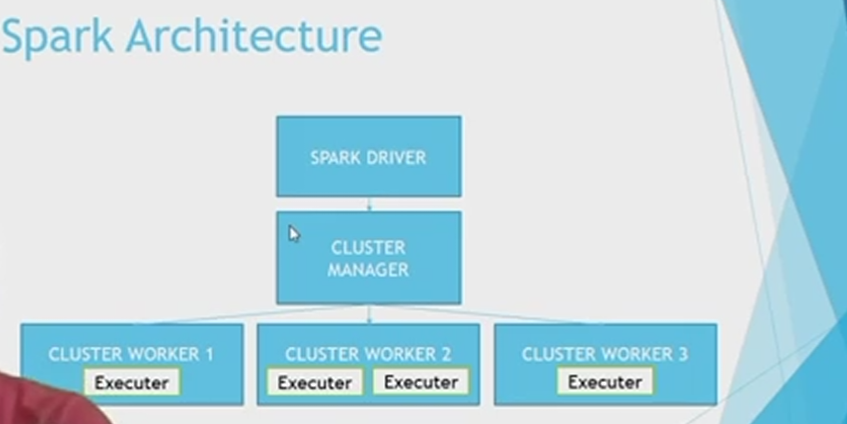 Spark Architecture
SPARK DRIVER
CLUSTER
MANAGER
CLUSTER WORKER 1
Executer
CLUSTER WORKER 2
Executer Executer
CLUSTER WORKER 3
Executer